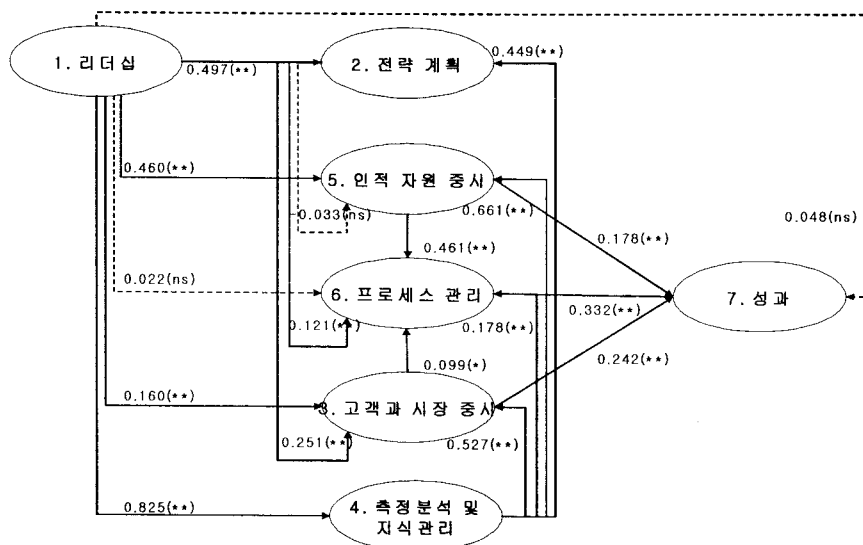 1. 리더십
0.497(**)
2. 전략 계획
0.449(**)
0.460(**)
5. 인적 자원 중시
0.033(ns)
0.661(**)
0.048(ns)
0.461(**)
0.178(**)
0.022(ns)
6. 프로세스 관리
7. 성과
0.121(**)
0.178(**)
0.332(**)
0.099(*)
0.242(**)
0.160(**)
3. 고객과 시장 중시
0.251(**)
0.527(**)
0.825(**)
4. 측정분석 및
지식관리